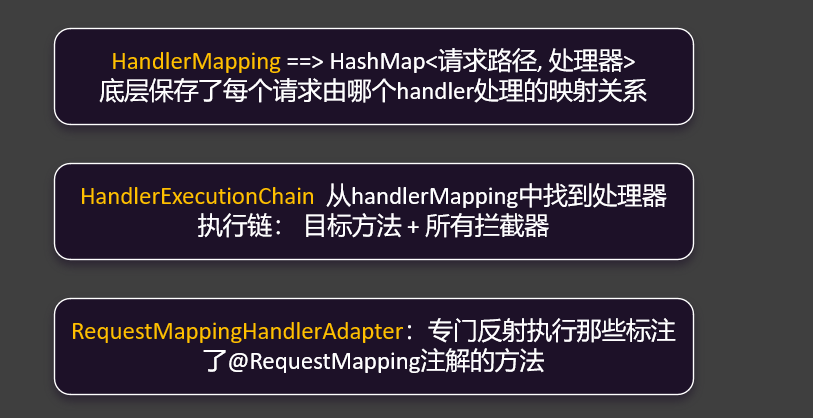 HandlerMapping ==> HashMap<请求路径, 处理器>
底层保存了每个请求由哪个handler处理的映射关系
HandlerExecutionChain 从handlerMapping中找到处理器
执行链： 目标方法 + 所有拦截器
RequestMappingHandlerAdapter：专门反射执行那些标注
了@RequestMapping注解的方法